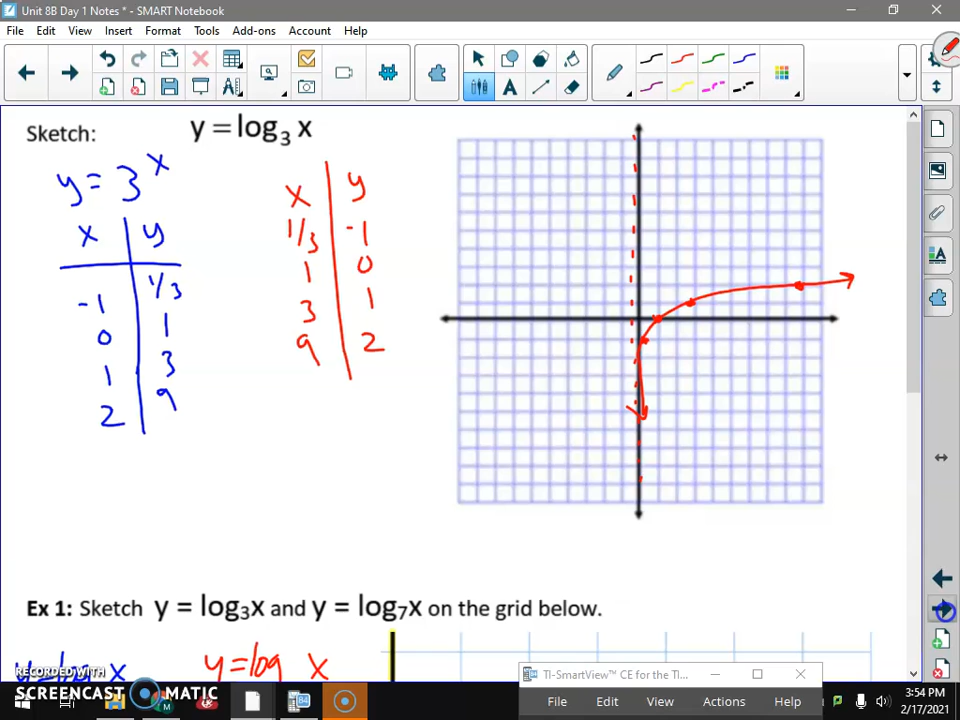 Unit 8B Day 1 Notes * - SMART Notebook
File Edit View Insert Format Tools Add-ons Account Help
Sketch: y = log₃ x
y = 3^x
x y
-1 1/3
0 1
1 3
2 9
x y
1/3 -1
1 0
3 1
9 2
Ex 1: Sketch y = log₃x and y = log₇x on the grid below.
y=log x y=log x
RECORDED WITH
SCREENCAST MATIC
TI-SmartView™ CE for the TI...
File Edit View Actions Help
84
3:54 PM
2/17/2021